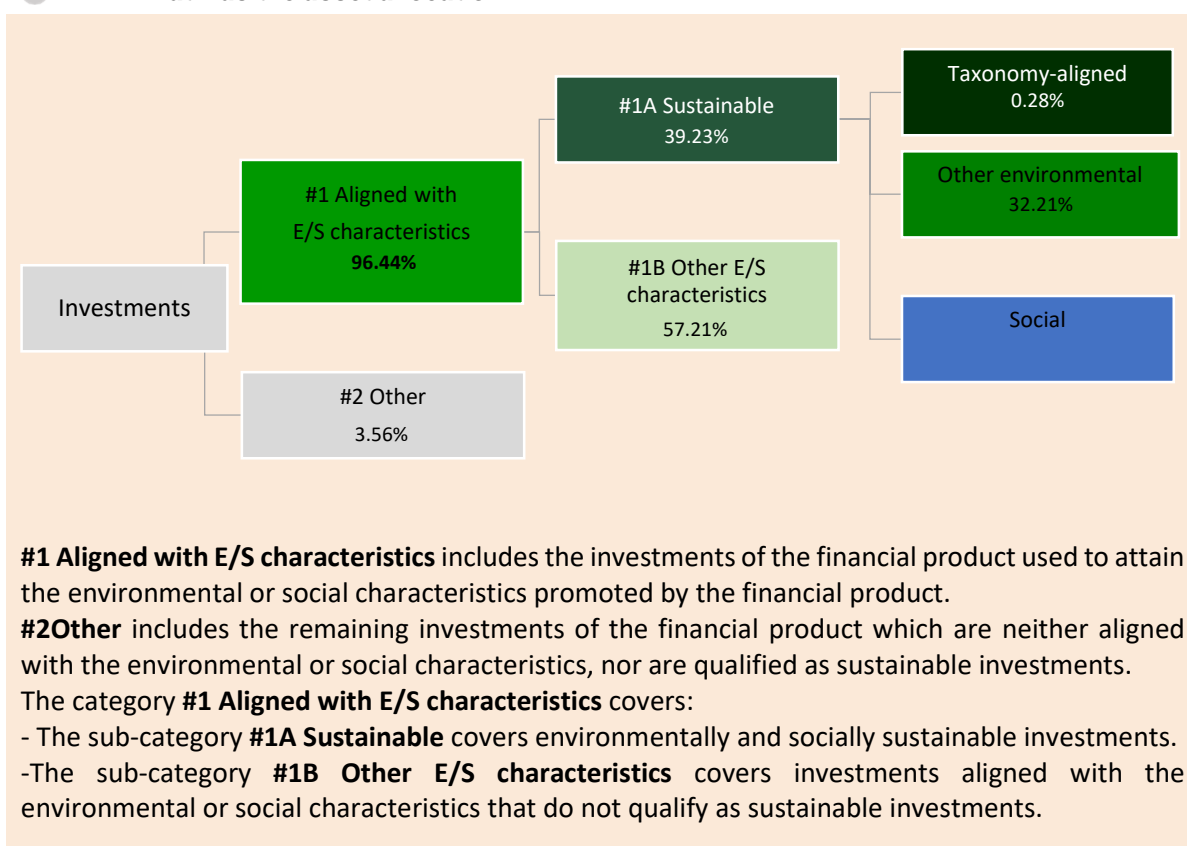 Taxonomy-aligned
0.28%
#1A Sustainable
39.23%
Other environmental
32.21%
#1 Aligned with
E/S characteristics
96.44%
#1B Other E/S
characteristics
57.21%
Investments
Social
#2 Other
3.56%
#1 Aligned with E/S characteristics includes the investments of the financial product used to attain
the environmental or social characteristics promoted by the financial product.
#2Other includes the remaining investments of the financial product which are neither aligned
with the environmental or social characteristics, nor are qualified as sustainable investments.
The category #1 Aligned with E/S characteristics covers:
- The sub-category #1A Sustainable covers environmentally and socially sustainable investments.
-The sub-category #1B Other E/S characteristics covers investments aligned with the
environmental or social characteristics that do not qualify as sustainable investments.